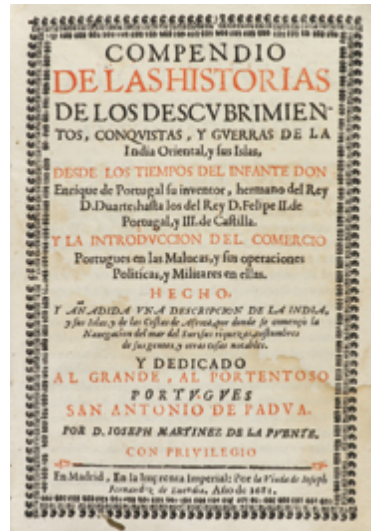 COMPENDIO
DE LAS HISTORIAS
DE LOS DESCVBRIMIEN-
TOS, CONQVISTAS, Y GVERRAS DE LA
India Oriental, y sus Islas,
DESDE LOS TIEMPOS DEL INFANTE DON
Enrique de Portugal su inventor, hermano del Rey
D. Duarte, hasta los del Rey D. Felipe II. de
Portugal, y III. de Castilla.
Y LA INTRODVCCION DEL COMERCIO
Portugues en las Malucas, y sus operaciones
Politicas, y Militares en ellas.
HECHO,
Y AÑADIDA VNA DESCRIPCION DE LA INDIA,
y sus Islas, y de las Costas de Africa, por donde se començò la
Navegacion del mar del Sur; sus riquezas, costumbres
de sus gentes, y otras cosas notables.
Y DEDICADO
AL GRANDE, AL PORTENTOSO
PORTVGVES
SAN ANTONIO DE PADVA.
POR D. IOSEPH MARTINEZ DE LA PVENTE.
CON PRIVILEGIO
En Madrid, En la Imprenta Imperial: Por la Viuda de Ioseph
Fernandez de Buendia, Año de 1681.